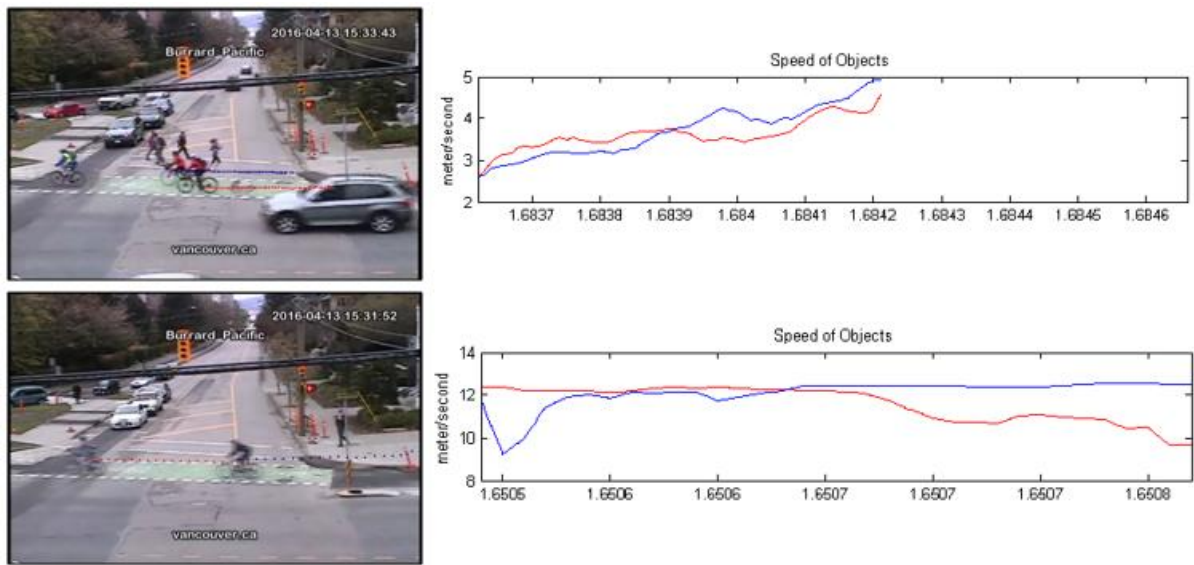 2016-04-13 15:33:43
Burrard_Pacific
vancouver.ca
Speed of Objects
meter/second
5
4
3
2
1.6837 1.6838 1.6839 1.684 1.6841 1.6842 1.6843 1.6844 1.6845 1.6846
2016-04-13 15:31:52
Burrard_Pacific
vancouver.ca
Speed of Objects
meter/second
14
12
10
8
1.6505 1.6506 1.6506 1.6507 1.6507 1.6507 1.6508